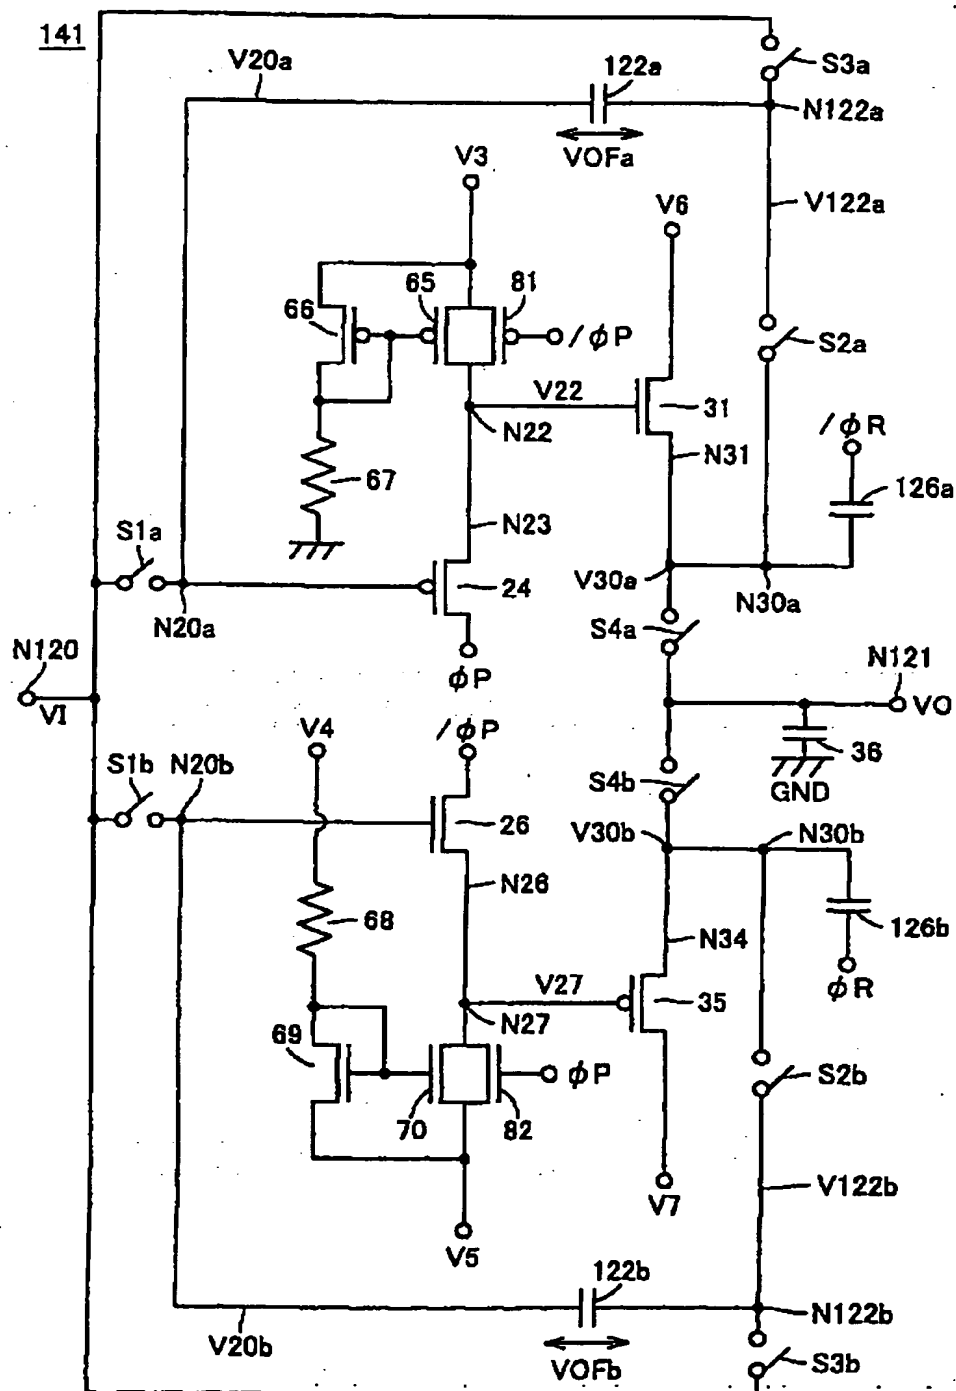 141
S3a
V20a
122a
N122a
VOFa
V3
V122a
V6
65
81
66
/φP
S2a
V22
31
/φR
N22
N31
67
126a
N23
S1a
V30a
24
N20a
N30a
S4a
N120
φP
N121
VI
VO
V4
/φP
36
S1b
N20b
S4b
GND
26
V30b
N30b
N26
68
126b
N34
V27
φR
35
N27
69
φP
S2b
70
82
V7
V122b
V5
122b
N122b
V20b
VOFb
S3b